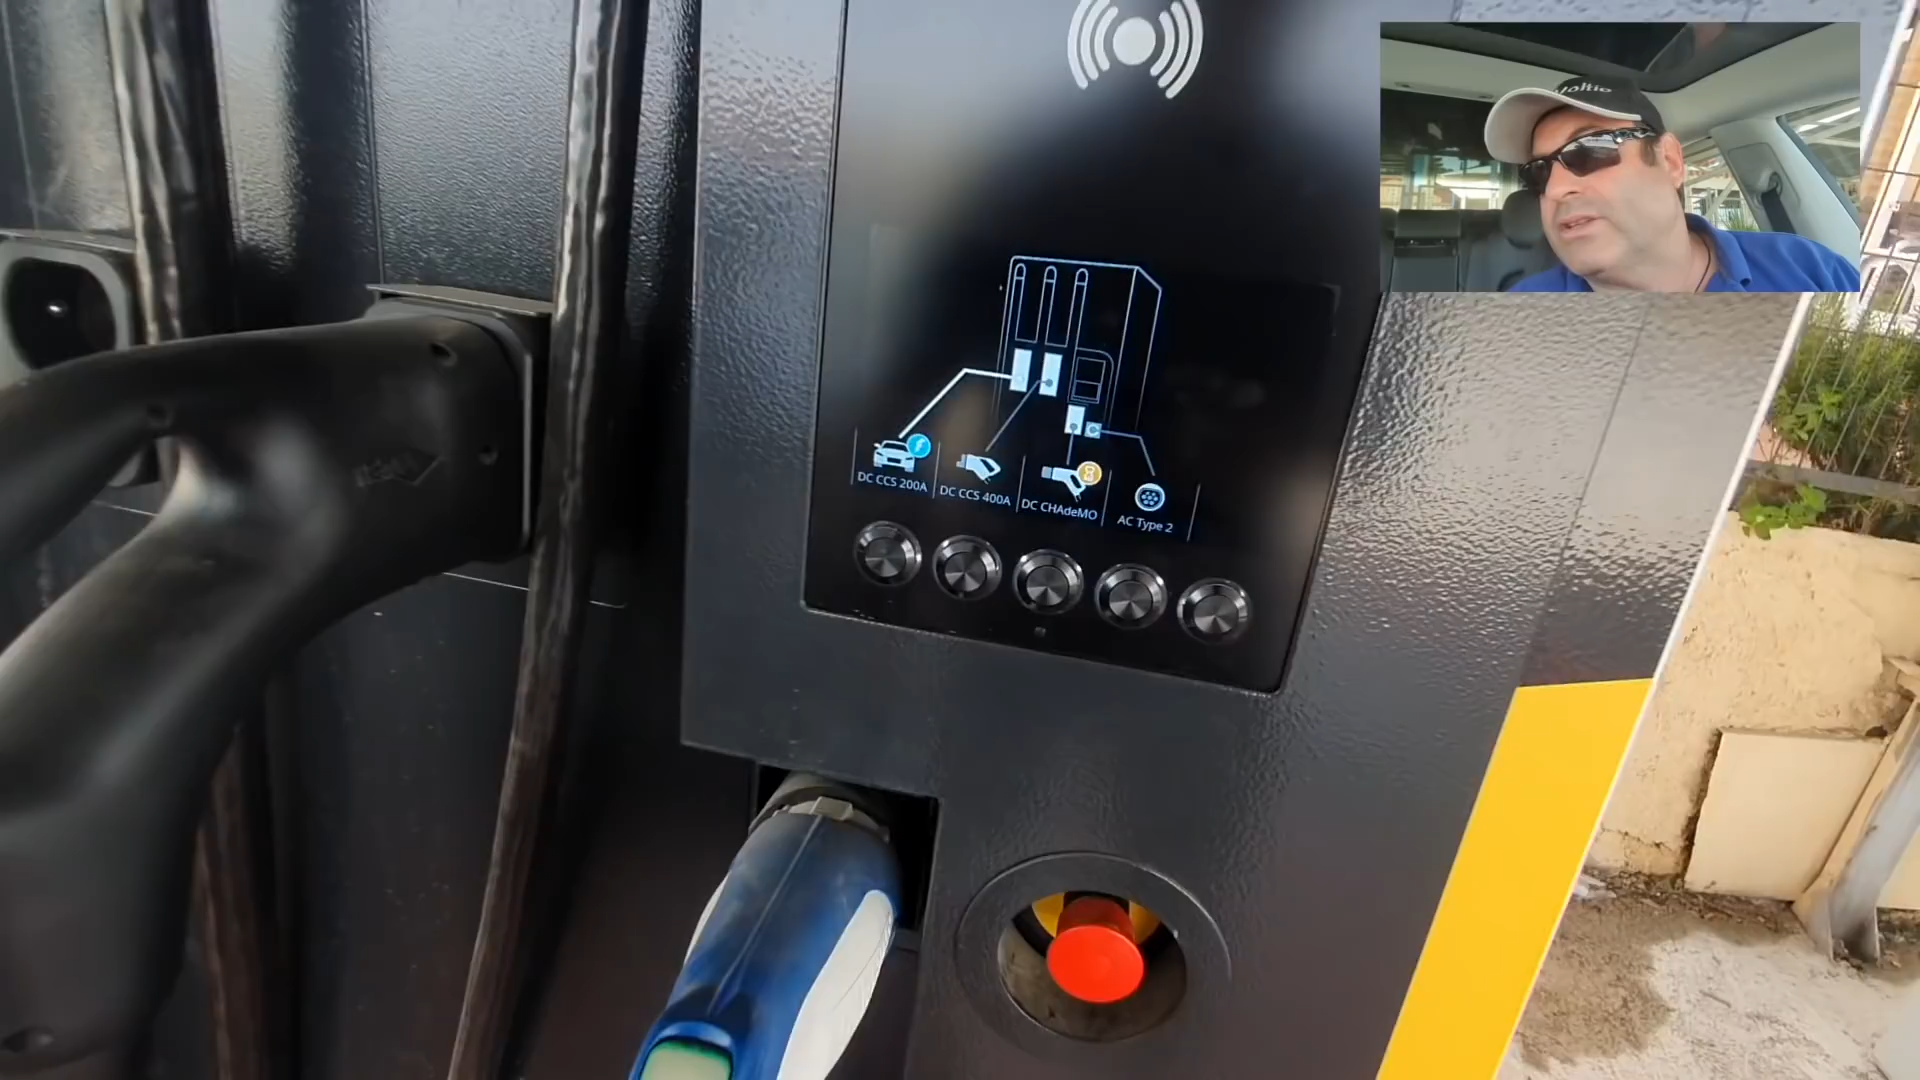 DC CCS 200A
DC CCS 400A
DC CHAdeMO
AC Type 2